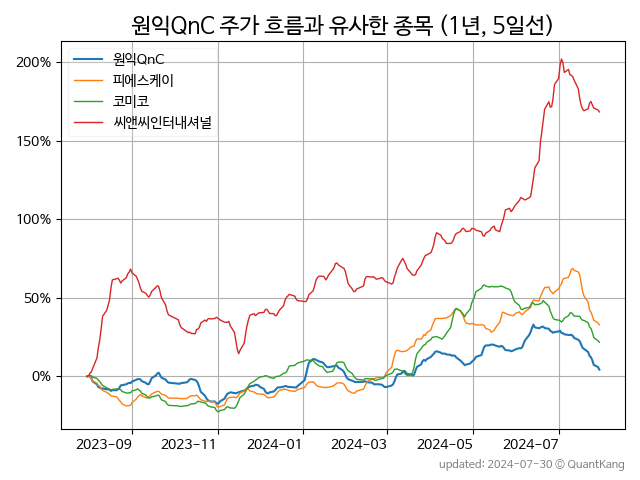 원익QnC 주가 흐름과 유사한 종목 (1년, 5일선)
원익QnC
피에스케이
코미코
씨앤씨인터내셔널
200%
150%
100%
50%
0%
2023-09
2023-11
2024-01
2024-03
2024-05
2024-07
updated: 2024-07-30 © QuantKang